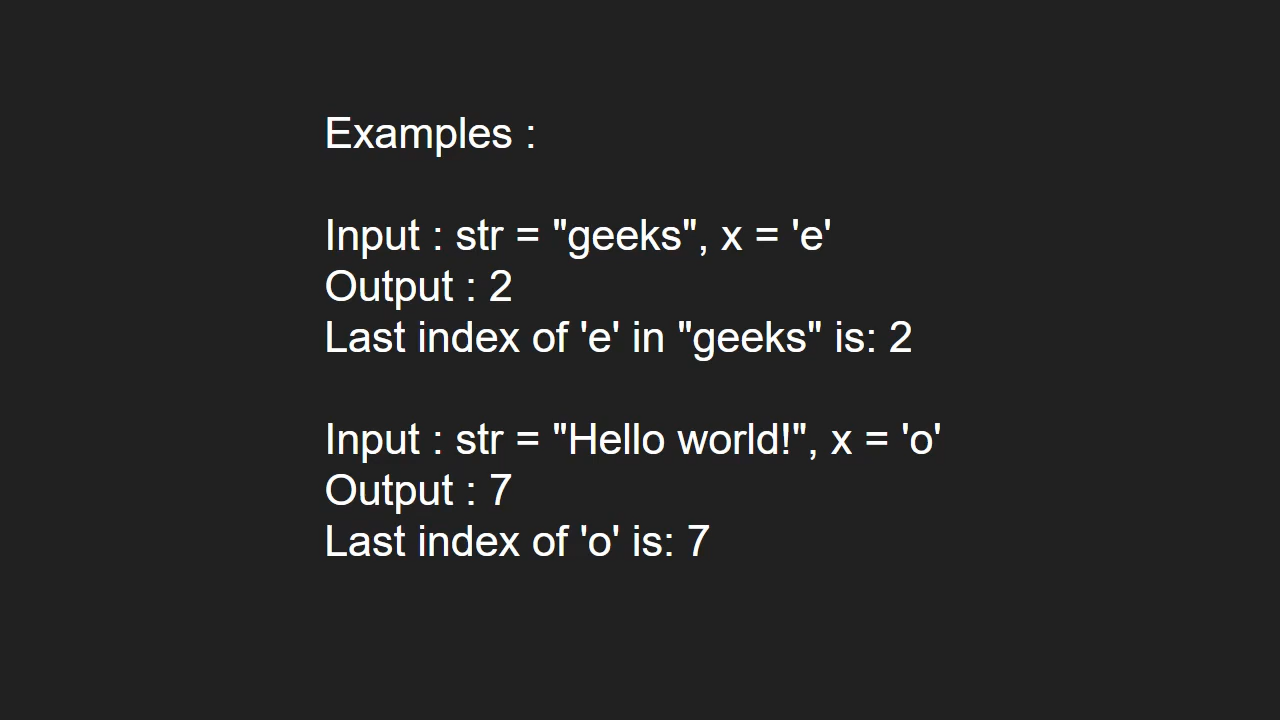 Examples :
Input : str = "geeks", x = 'e'
Output : 2
Last index of 'e' in "geeks" is: 2
Input : str = "Hello world!", x = 'o'
Output : 7
Last index of 'o' is: 7